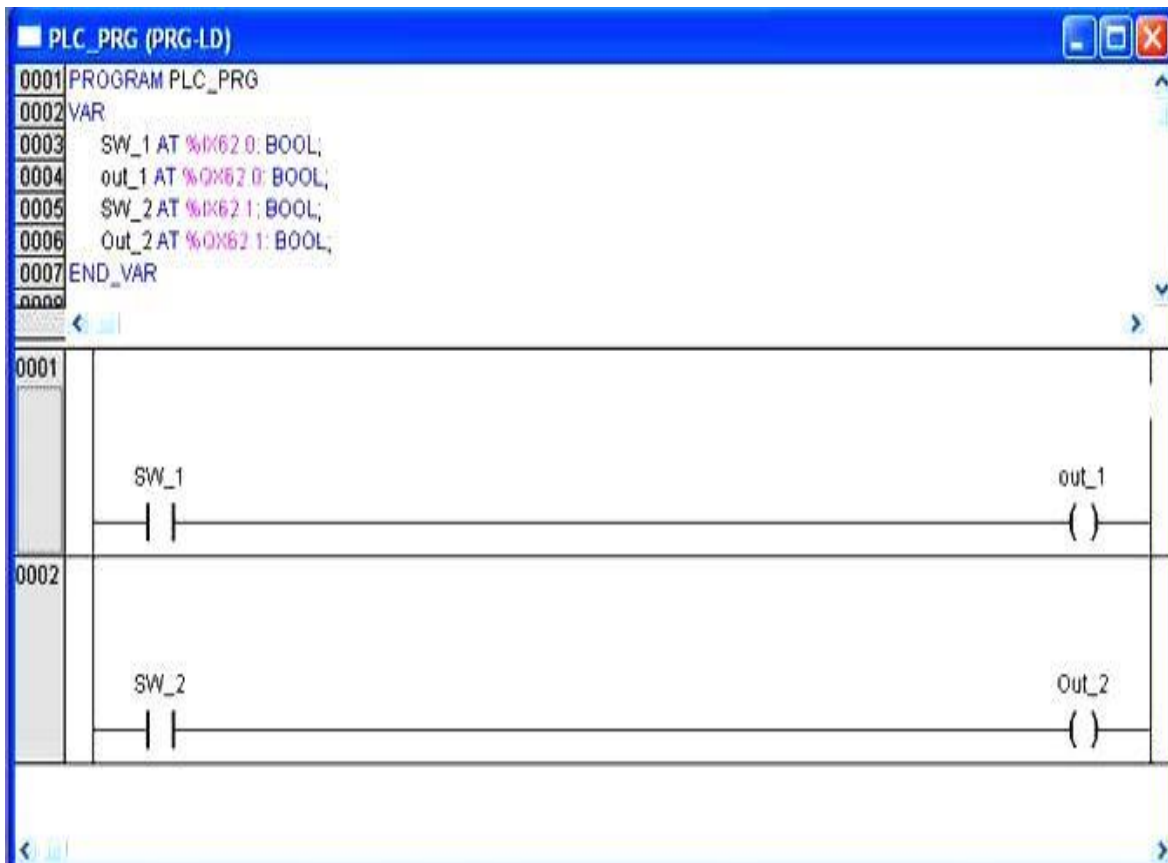 PLC_PRG (PRG-LD)
0001 PROGRAM PLC_PRG
0002 VAR
0003 SW_1 AT %IX62.0: BOOL;
0004 out_1 AT %QX62.0: BOOL;
0005 SW_2 AT %IX62.1: BOOL;
0006 Out_2 AT %QX62.1: BOOL;
0007 END_VAR
0008
0001
SW_1 out_1
0002
SW_2 Out_2